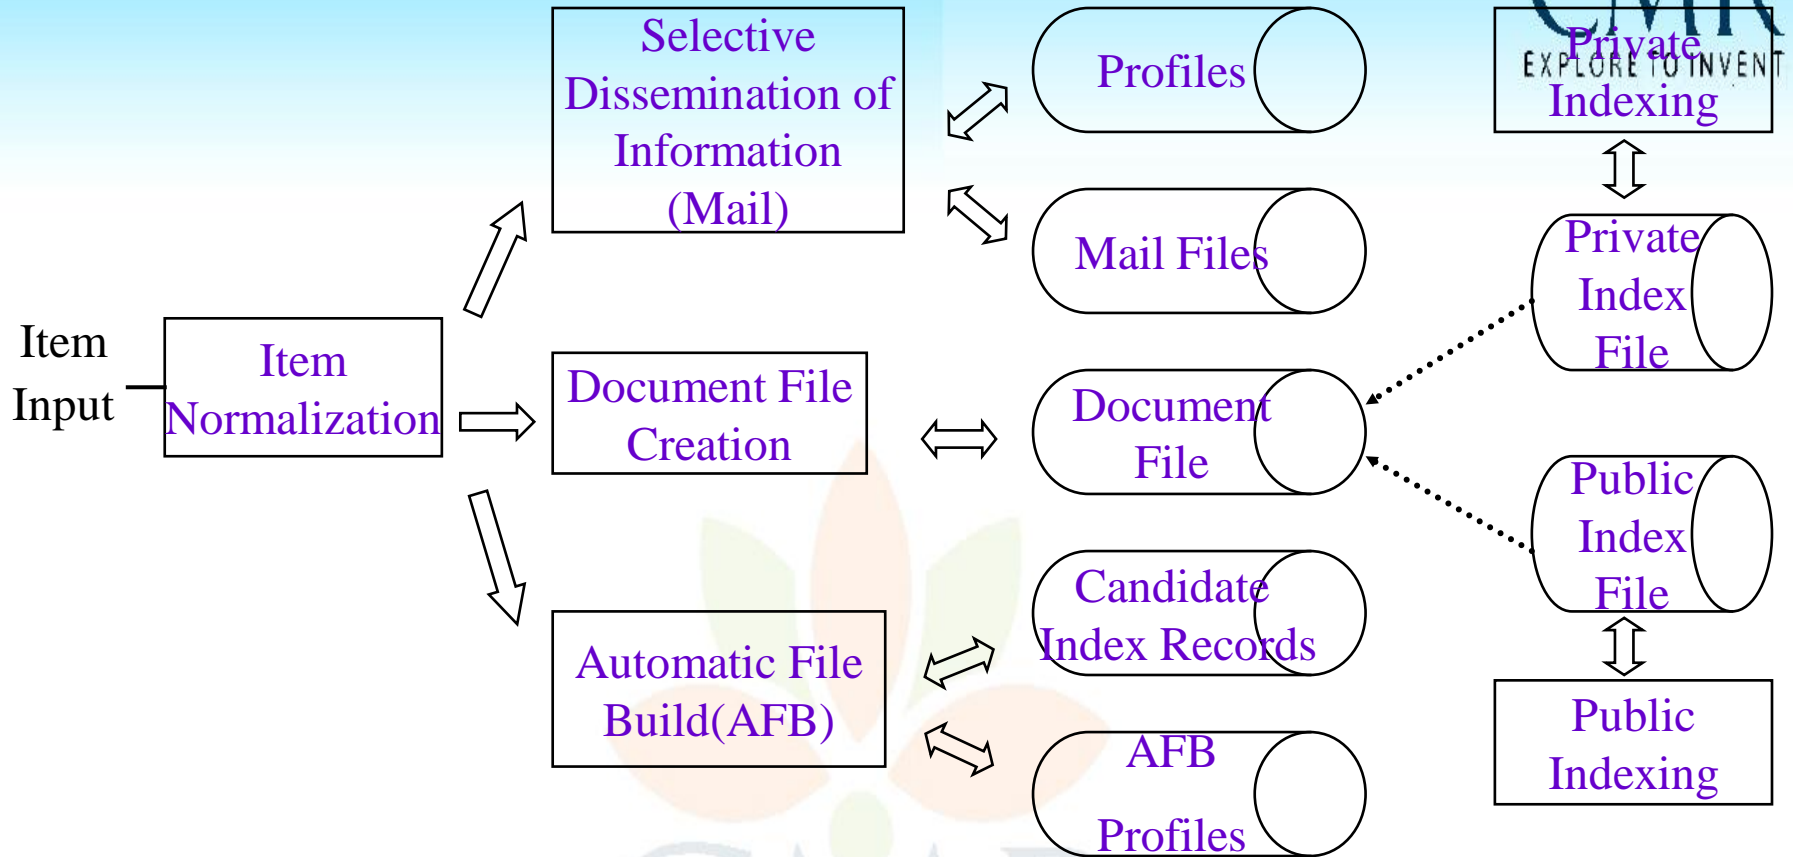 Item
Input
Item
Normalization
Selective
Dissemination of
Information
(Mail)
Document File
Creation
Automatic File
Build(AFB)
Profiles
Mail Files
Document
File
Candidate
Index Records
AFB
Profiles
CMR
EXPLORE TO INVENT
Private
Indexing
Private
Index
File
Public
Index
File
Public
Indexing